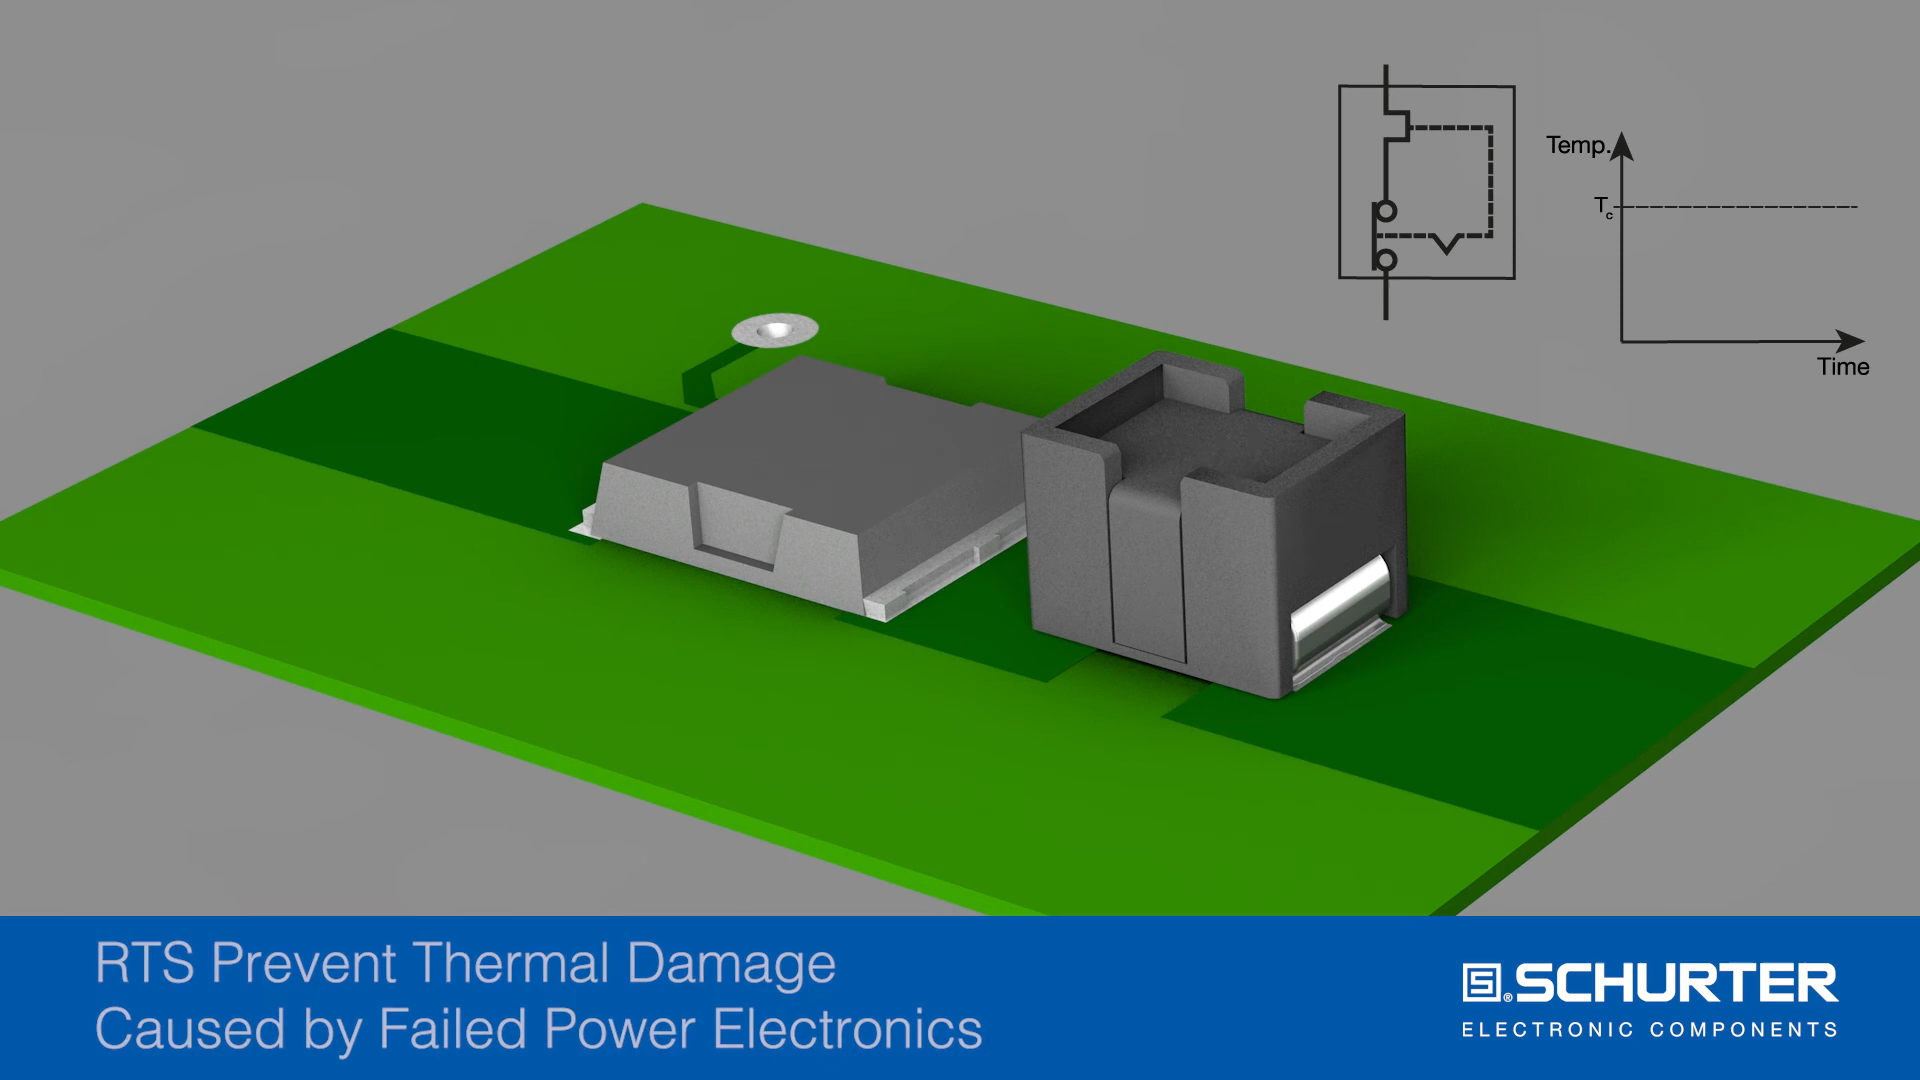 Temp.
Tc
Time
RTS Prevent Thermal Damage
Caused by Failed Power Electronics
S® SCHURTER
ELECTRONIC COMPONENTS